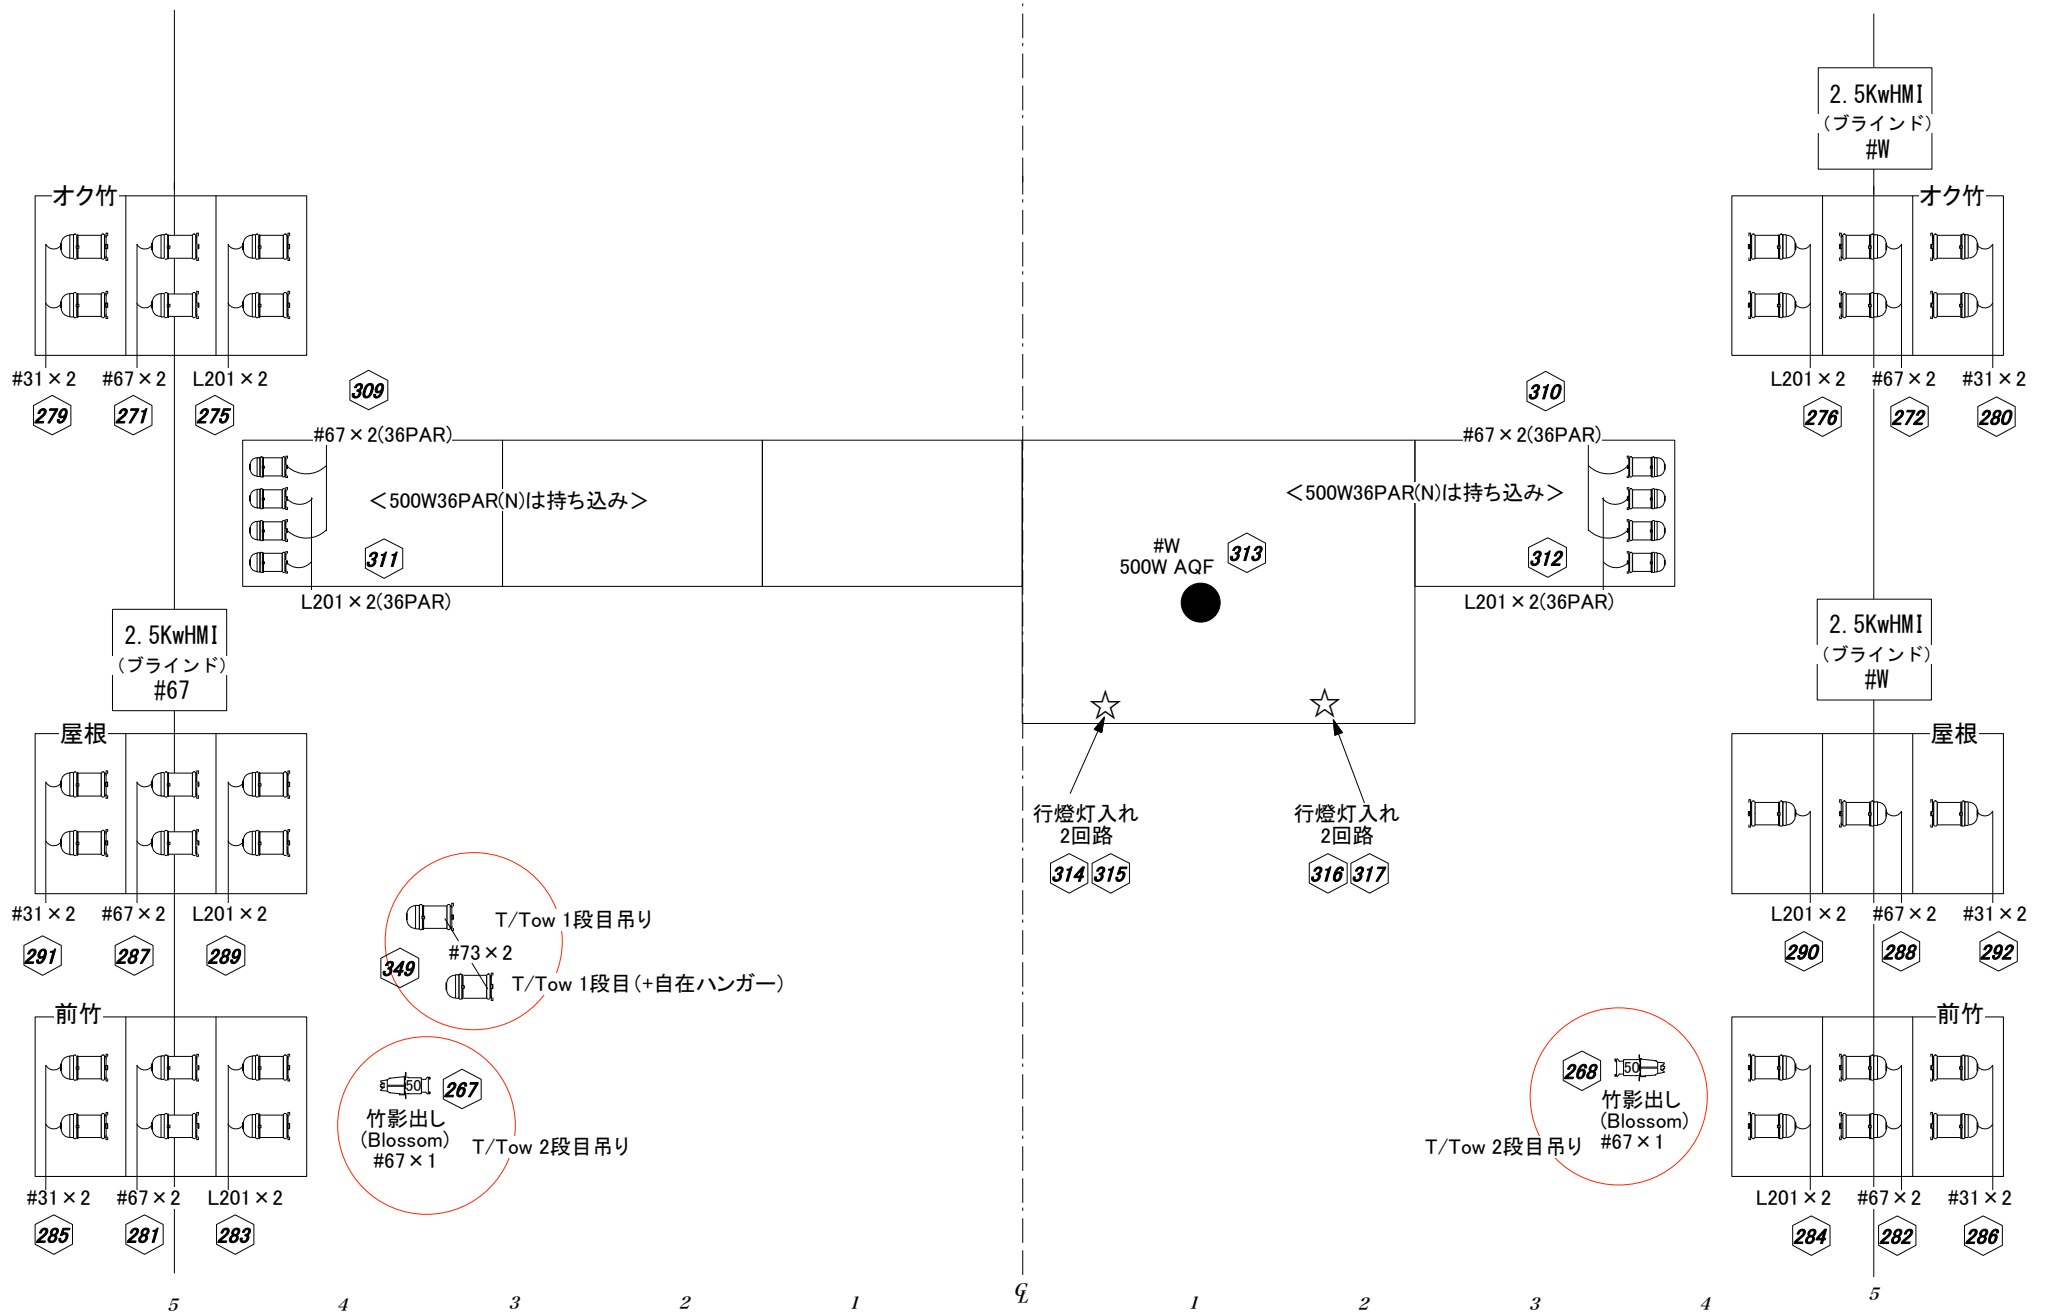 2.5KwHMI
(ブラインド)
#W
オク竹
オク竹
#31×2 #67×2 L201×2
279 271 275
L201×2 #67×2 #31×2
276 272 280
309
#67×2(36PAR)
<500W36PAR(N)は持ち込み>
311
L201×2(36PAR)
310
#67×2(36PAR)
<500W36PAR(N)は持ち込み>
312
L201×2(36PAR)
#W
500W AQF
313
2.5KwHMI
(ブラインド)
#67
2.5KwHMI
(ブラインド)
#W
屋根
屋根
行燈灯入れ
2回路
314 315
行燈灯入れ
2回路
316 317
#31×2 #67×2 L201×2
291 287 289
T/Tow 1段目吊り
#73×2
349
T/Tow 1段目(+自在ハンガー)
L201×2 #67×2 #31×2
290 288 292
前竹
前竹
50
267
竹影出し
(Blossom)
#67×1
T/Tow 2段目吊り
268
50
竹影出し
(Blossom)
#67×1
T/Tow 2段目吊り
#31×2 #67×2 L201×2
285 281 283
L201×2 #67×2 #31×2
284 282 286
5 4 3 2 1 CL 1 2 3 4 5